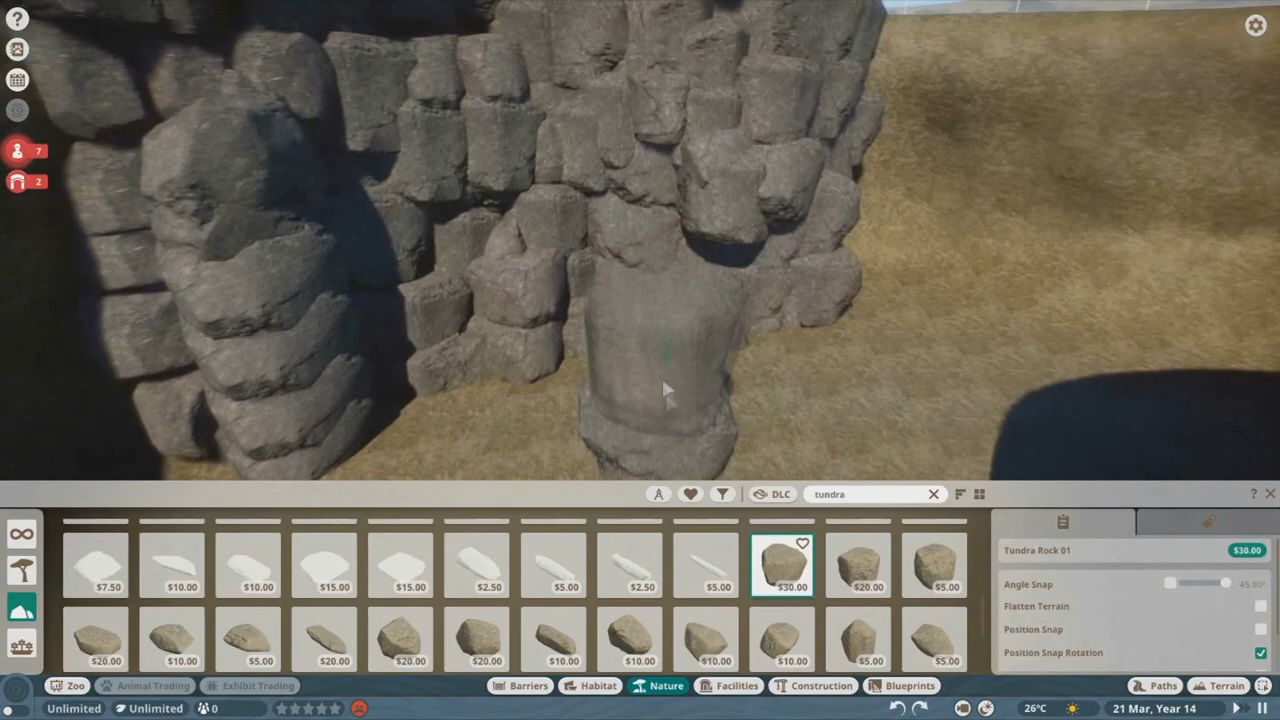 ?
7
2
DLC
tundra
?
$7.50
$10.00
$10.00
$15.00
$15.00
$2.50
$5.00
$2.50
$5.00
$30.00
$20.00
$5.00
$20.00
$10.00
$5.00
$20.00
$20.00
$20.00
$10.00
$10.00
$10.00
$10.00
$5.00
$5.00
Tundra Rock 01
$30.00
Angle Snap
45.00°
Flatten Terrain
Position Snap
Position Snap Rotation
Zoo
Animal Trading
Exhibit Trading
Barriers
Habitat
Nature
Facilities
Construction
Blueprints
Paths
Terrain
Unlimited
Unlimited
0
26°C
21 Mar, Year 14